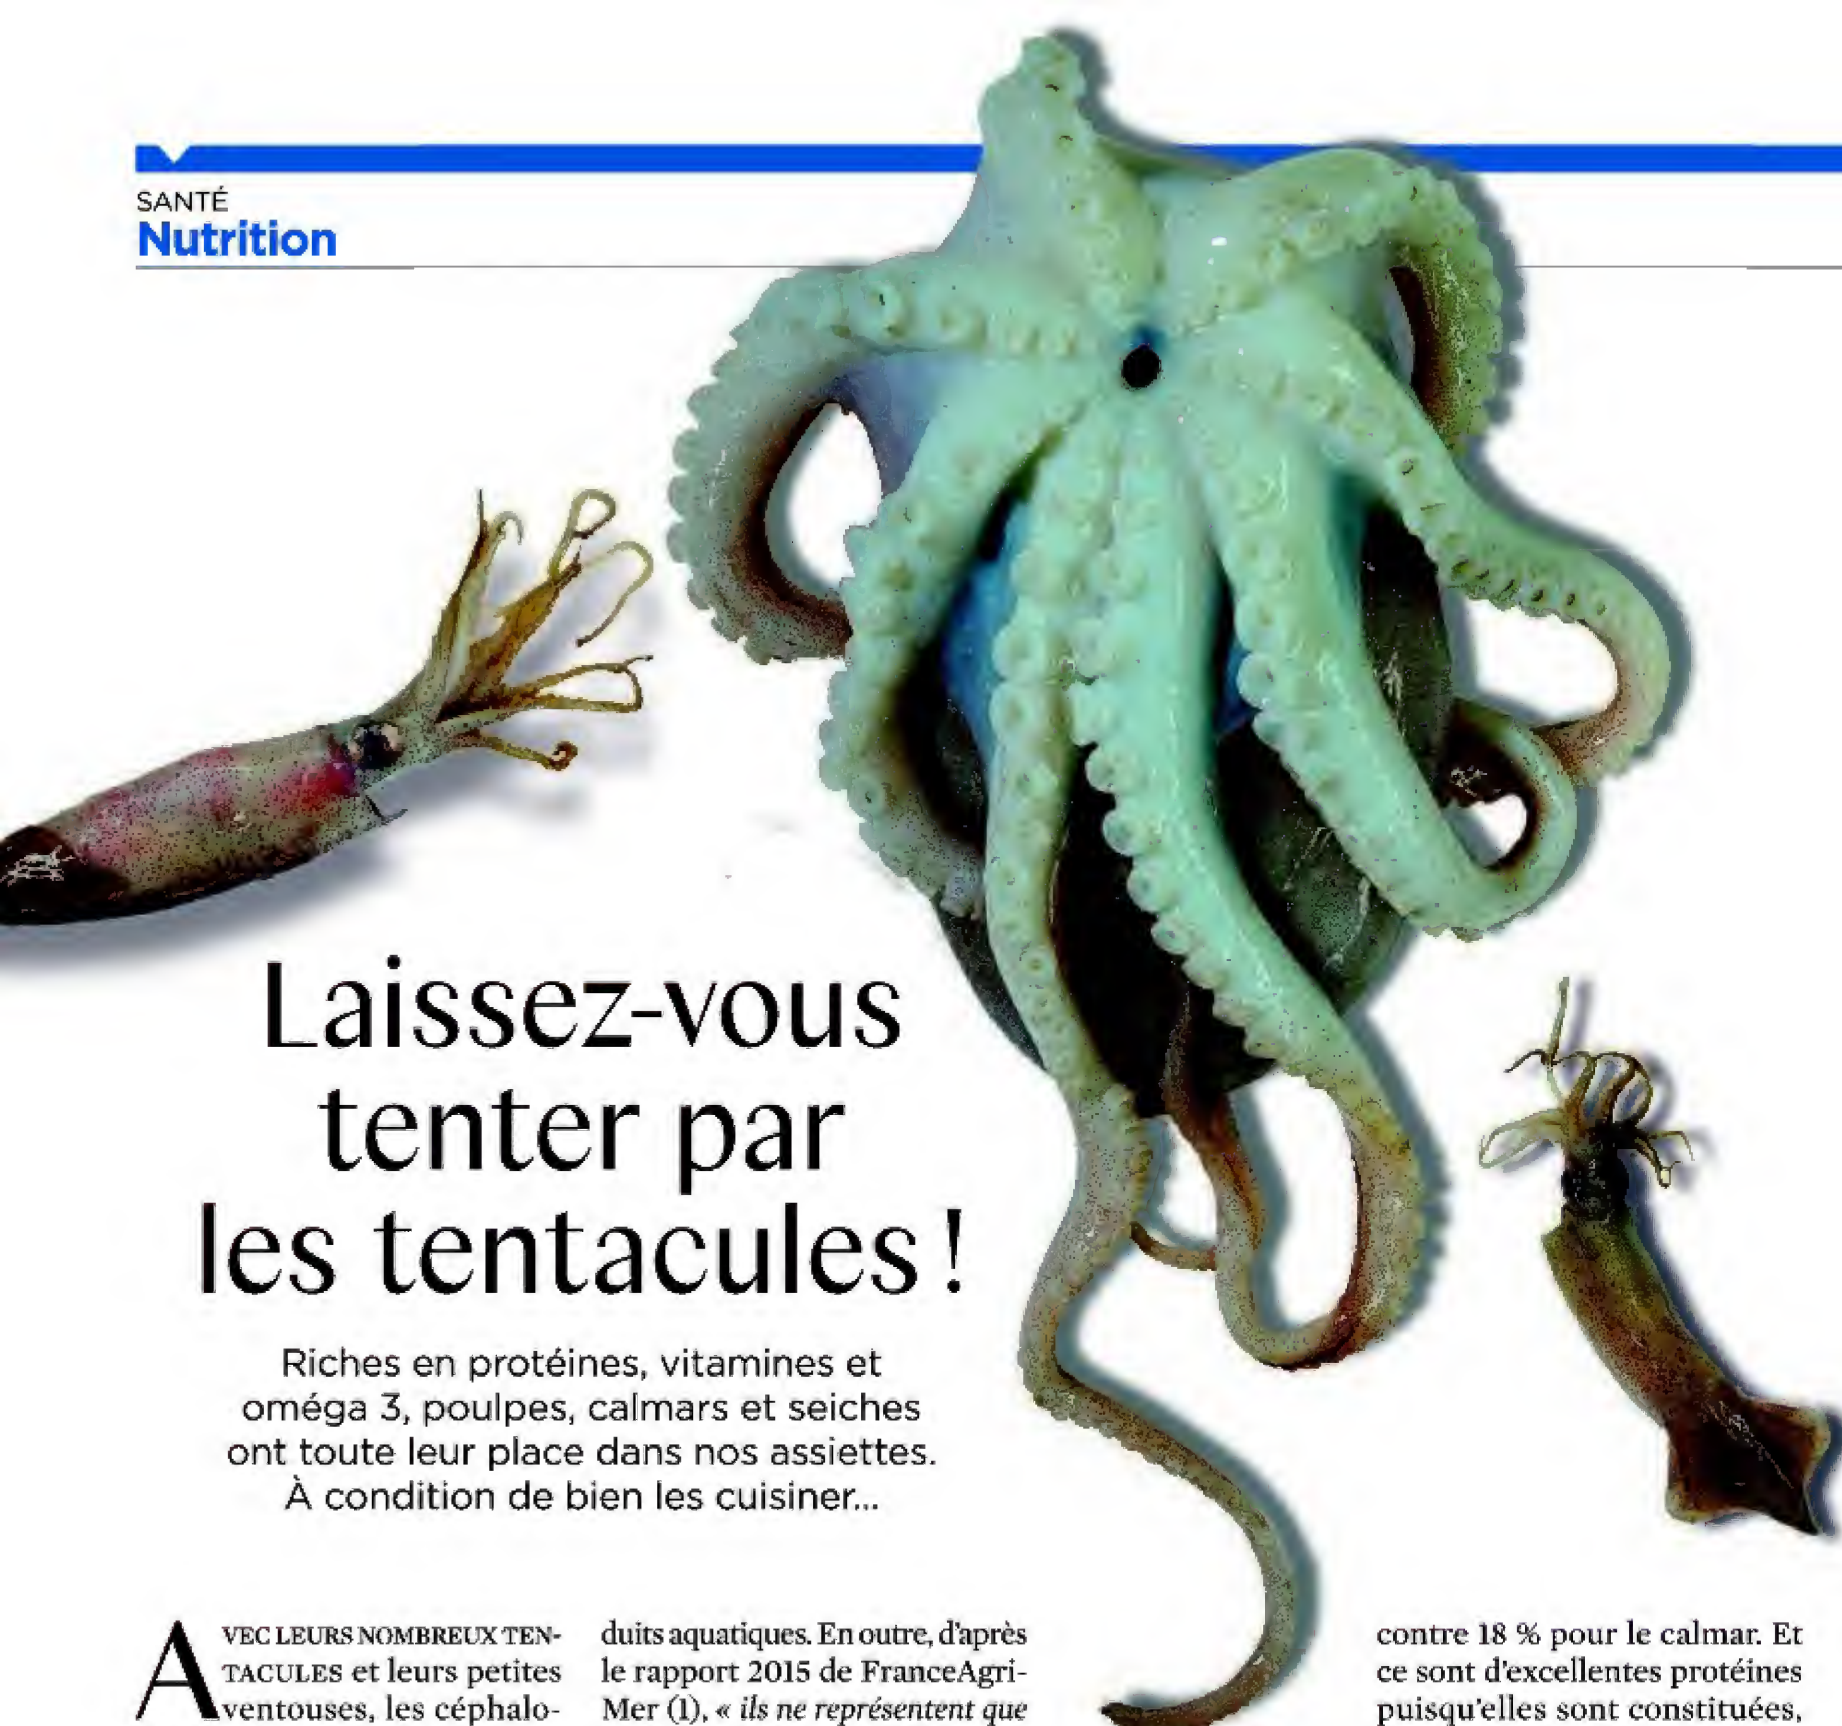 SANTÉ
Nutrition
Laissez-vous
tenter par
les tentacules !
Riches en protéines, vitamines et
oméga 3, poulpes, calmars et seiches
ont toute leur place dans nos assiettes.
À condition de bien les cuisiner...
AVEC LEURS NOMBREUX TEN-
TACULES et leurs petites
ventouses, les céphalo-
duits aquatiques. En outre, d'après
le rapport 2015 de FranceAgri-
Mer (1), « ils ne représentent que
contre 18 % pour le calmar. Et
ce sont d'excellentes protéines
puisqu'elles sont constituées,